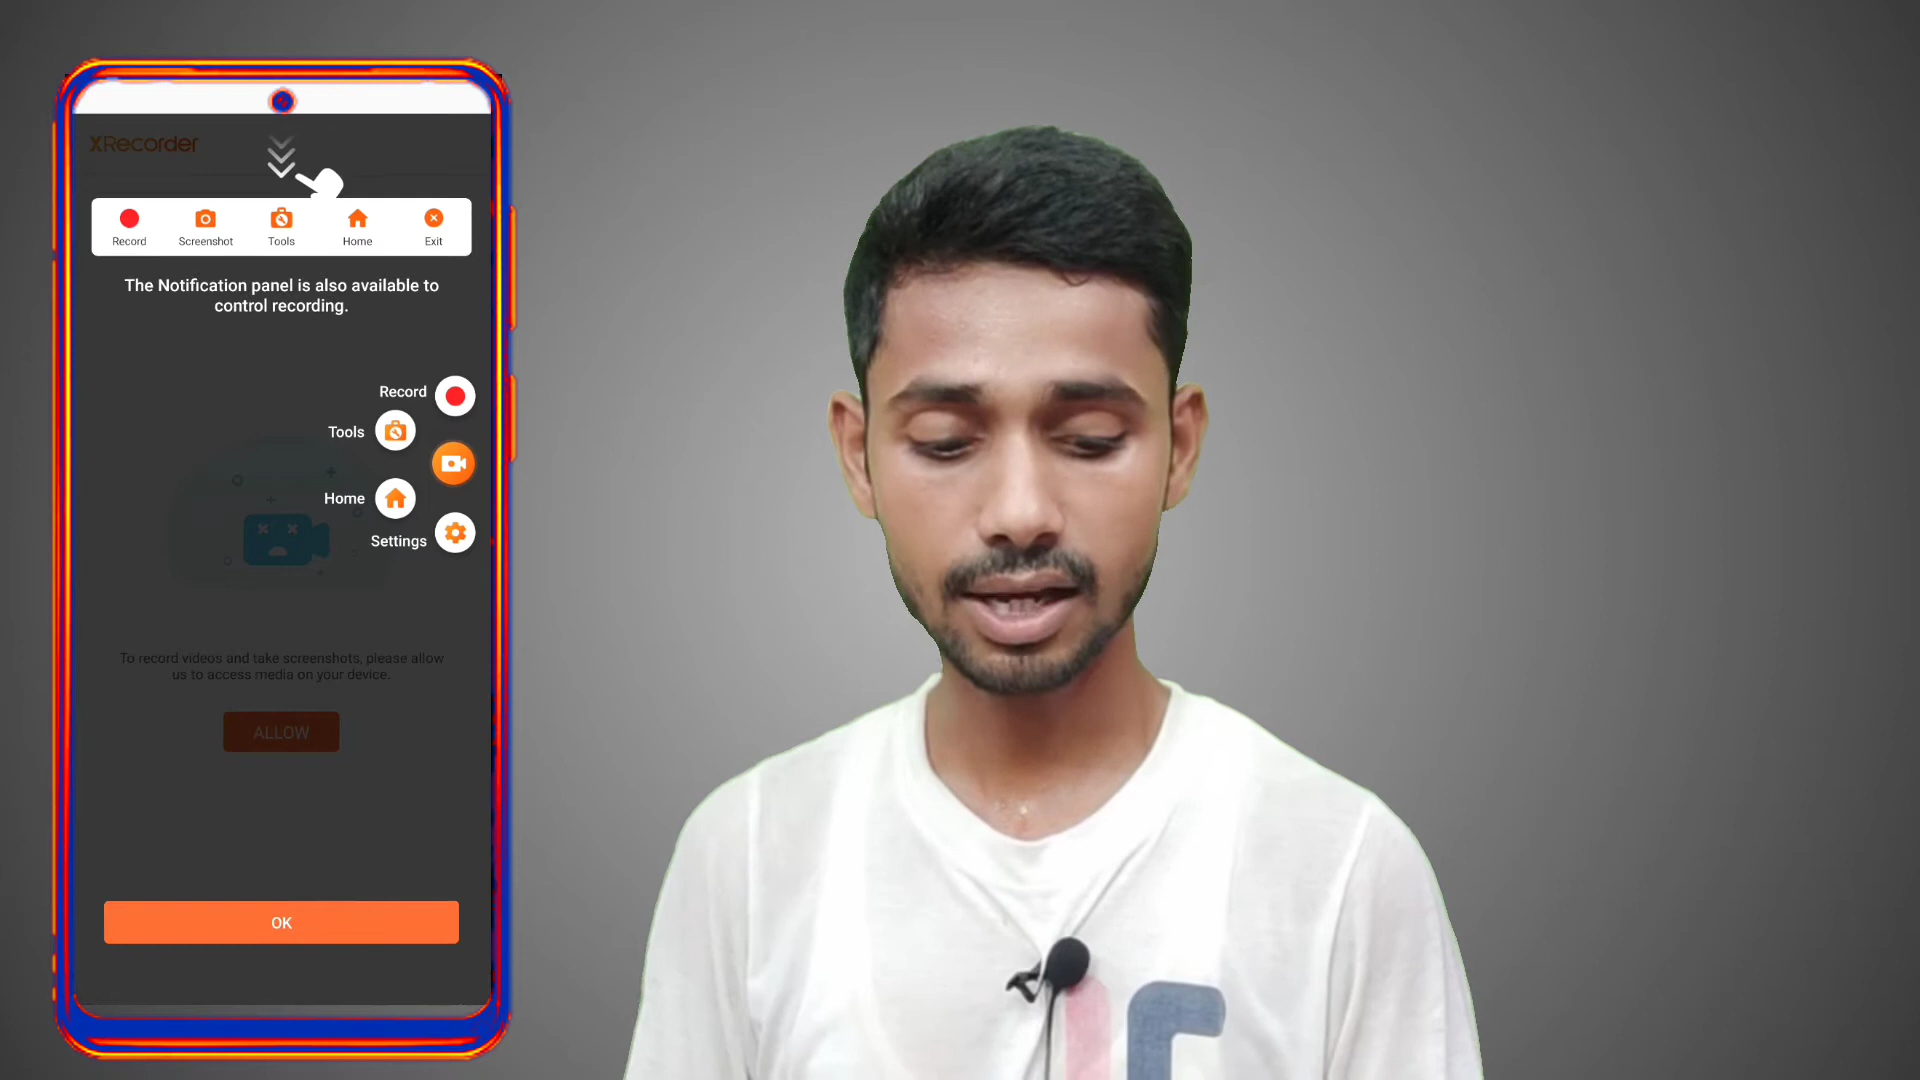 XRecorder
Record
Screenshot
Tools
Home
Exit
The Notification panel is also available to
control recording.
Record
Tools
Home
Settings
To record videos and take screenshots, please allow
us to access media on your device.
ALLOW
OK